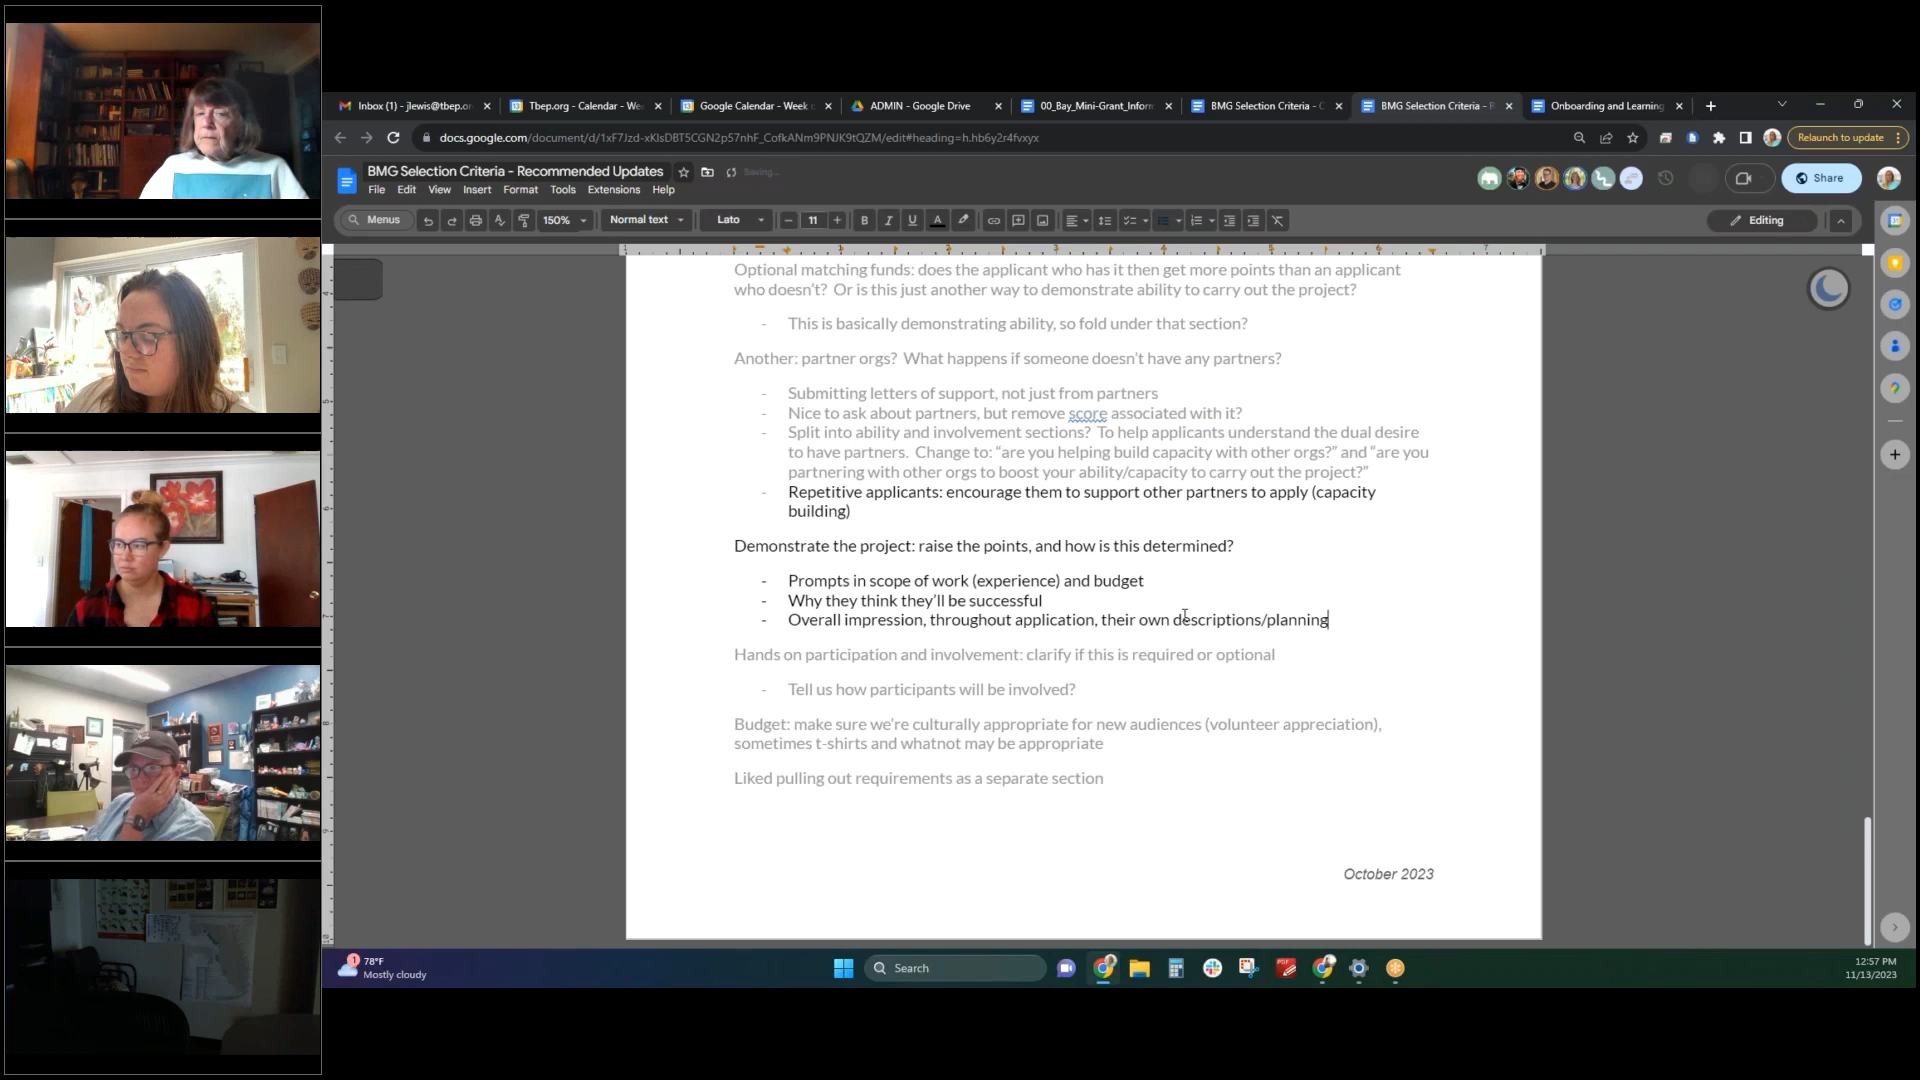 Inbox (1) - jlewis@tbep.or
Tbep.org - Calendar - We
Google Calendar - Week
ADMIN - Google Drive
00_Bay_Mini-Grant_Inform
BMG Selection Criteria - C
BMG Selection Criteria - R
Onboarding and Learning
docs.google.com/document/d/1xF7Jzd-xKlsDBT5CGN2p57nhF_CofkANm9PNJK9tQZM/edit#heading=h.hb6y2r4fvxyx
Relaunch to update
BMG Selection Criteria - Recommended Updates
Saving...
File Edit View Insert Format Tools Extensions Help
Share
Menus
150%
Normal text
Lato
11
Editing
Optional matching funds: does the applicant who has it then get more points than an applicant
who doesn't? Or is this just another way to demonstrate ability to carry out the project?
- This is basically demonstrating ability, so fold under that section?
Another: partner orgs? What happens if someone doesn't have any partners?
- Submitting letters of support, not just from partners
- Nice to ask about partners, but remove score associated with it?
- Split into ability and involvement sections? To help applicants understand the dual desire
to have partners. Change to: “are you helping build capacity with other orgs?” and “are you
partnering with other orgs to boost your ability/capacity to carry out the project?”
- Repetitive applicants: encourage them to support other partners to apply (capacity
building)
Demonstrate the project: raise the points, and how is this determined?
- Prompts in scope of work (experience) and budget
- Why they think they'll be successful
- Overall impression, throughout application, their own descriptions/planning
Hands on participation and involvement: clarify if this is required or optional
- Tell us how participants will be involved?
Budget: make sure we're culturally appropriate for new audiences (volunteer appreciation),
sometimes t-shirts and whatnot may be appropriate
Liked pulling out requirements as a separate section
October 2023
1
78°F
Mostly cloudy
Search
12:57 PM
11/13/2023